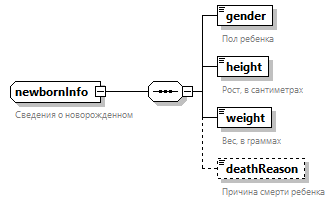 gender
Пол ребенка
height
Рост, в сантиметрах
newbornInfo
Сведения о новорожденном
weight
Вес, в граммах
deathReason
Причина смерти ребенка